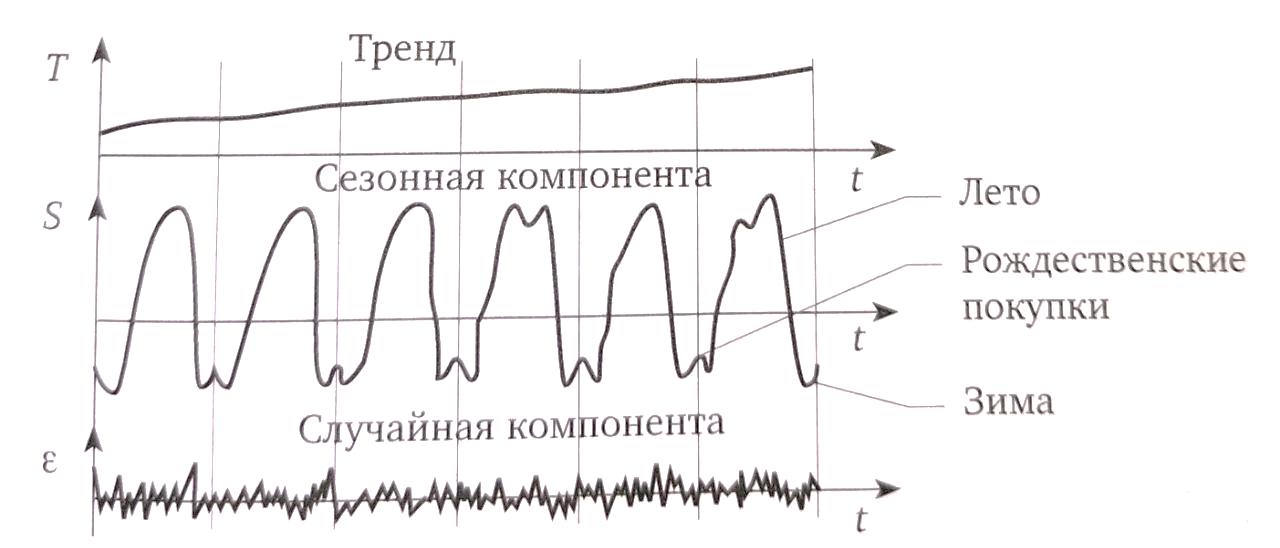 T
Тренд
t
Сезонная компонента
S
t
Лето
Рождественские
покупки
Зима
Случайная компонента
ε
t